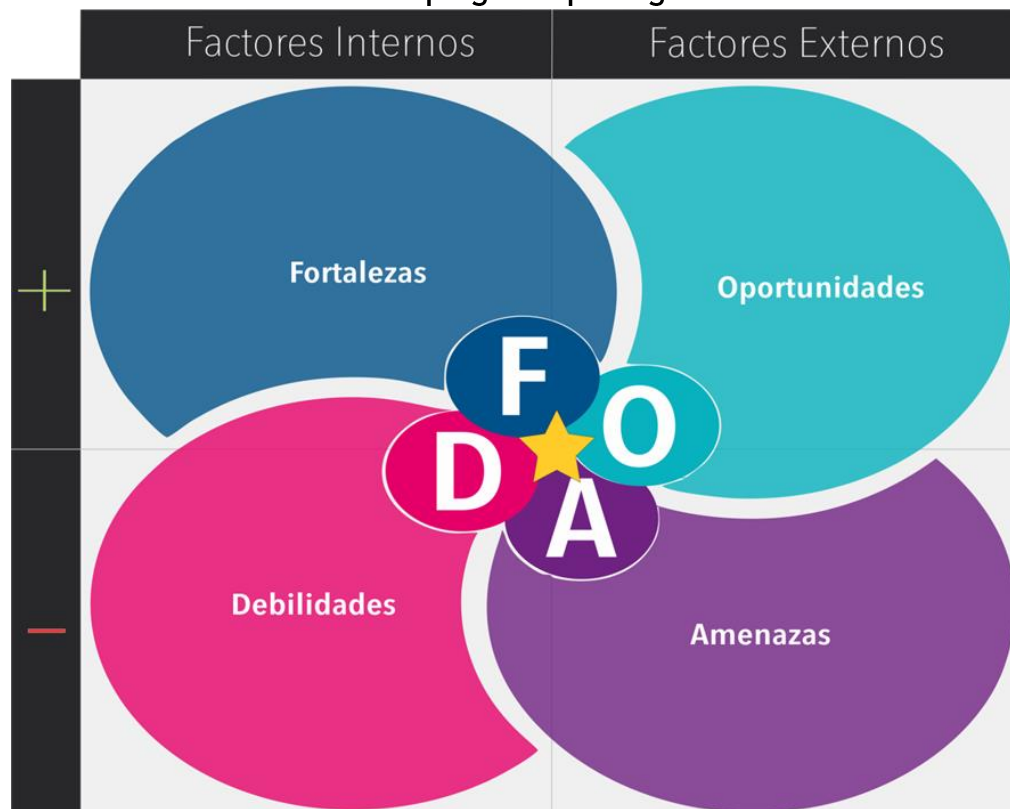 Factores Internos
Factores Externos
+
Fortalezas
Oportunidades
F
O
D
A
−
Debilidades
Amenazas